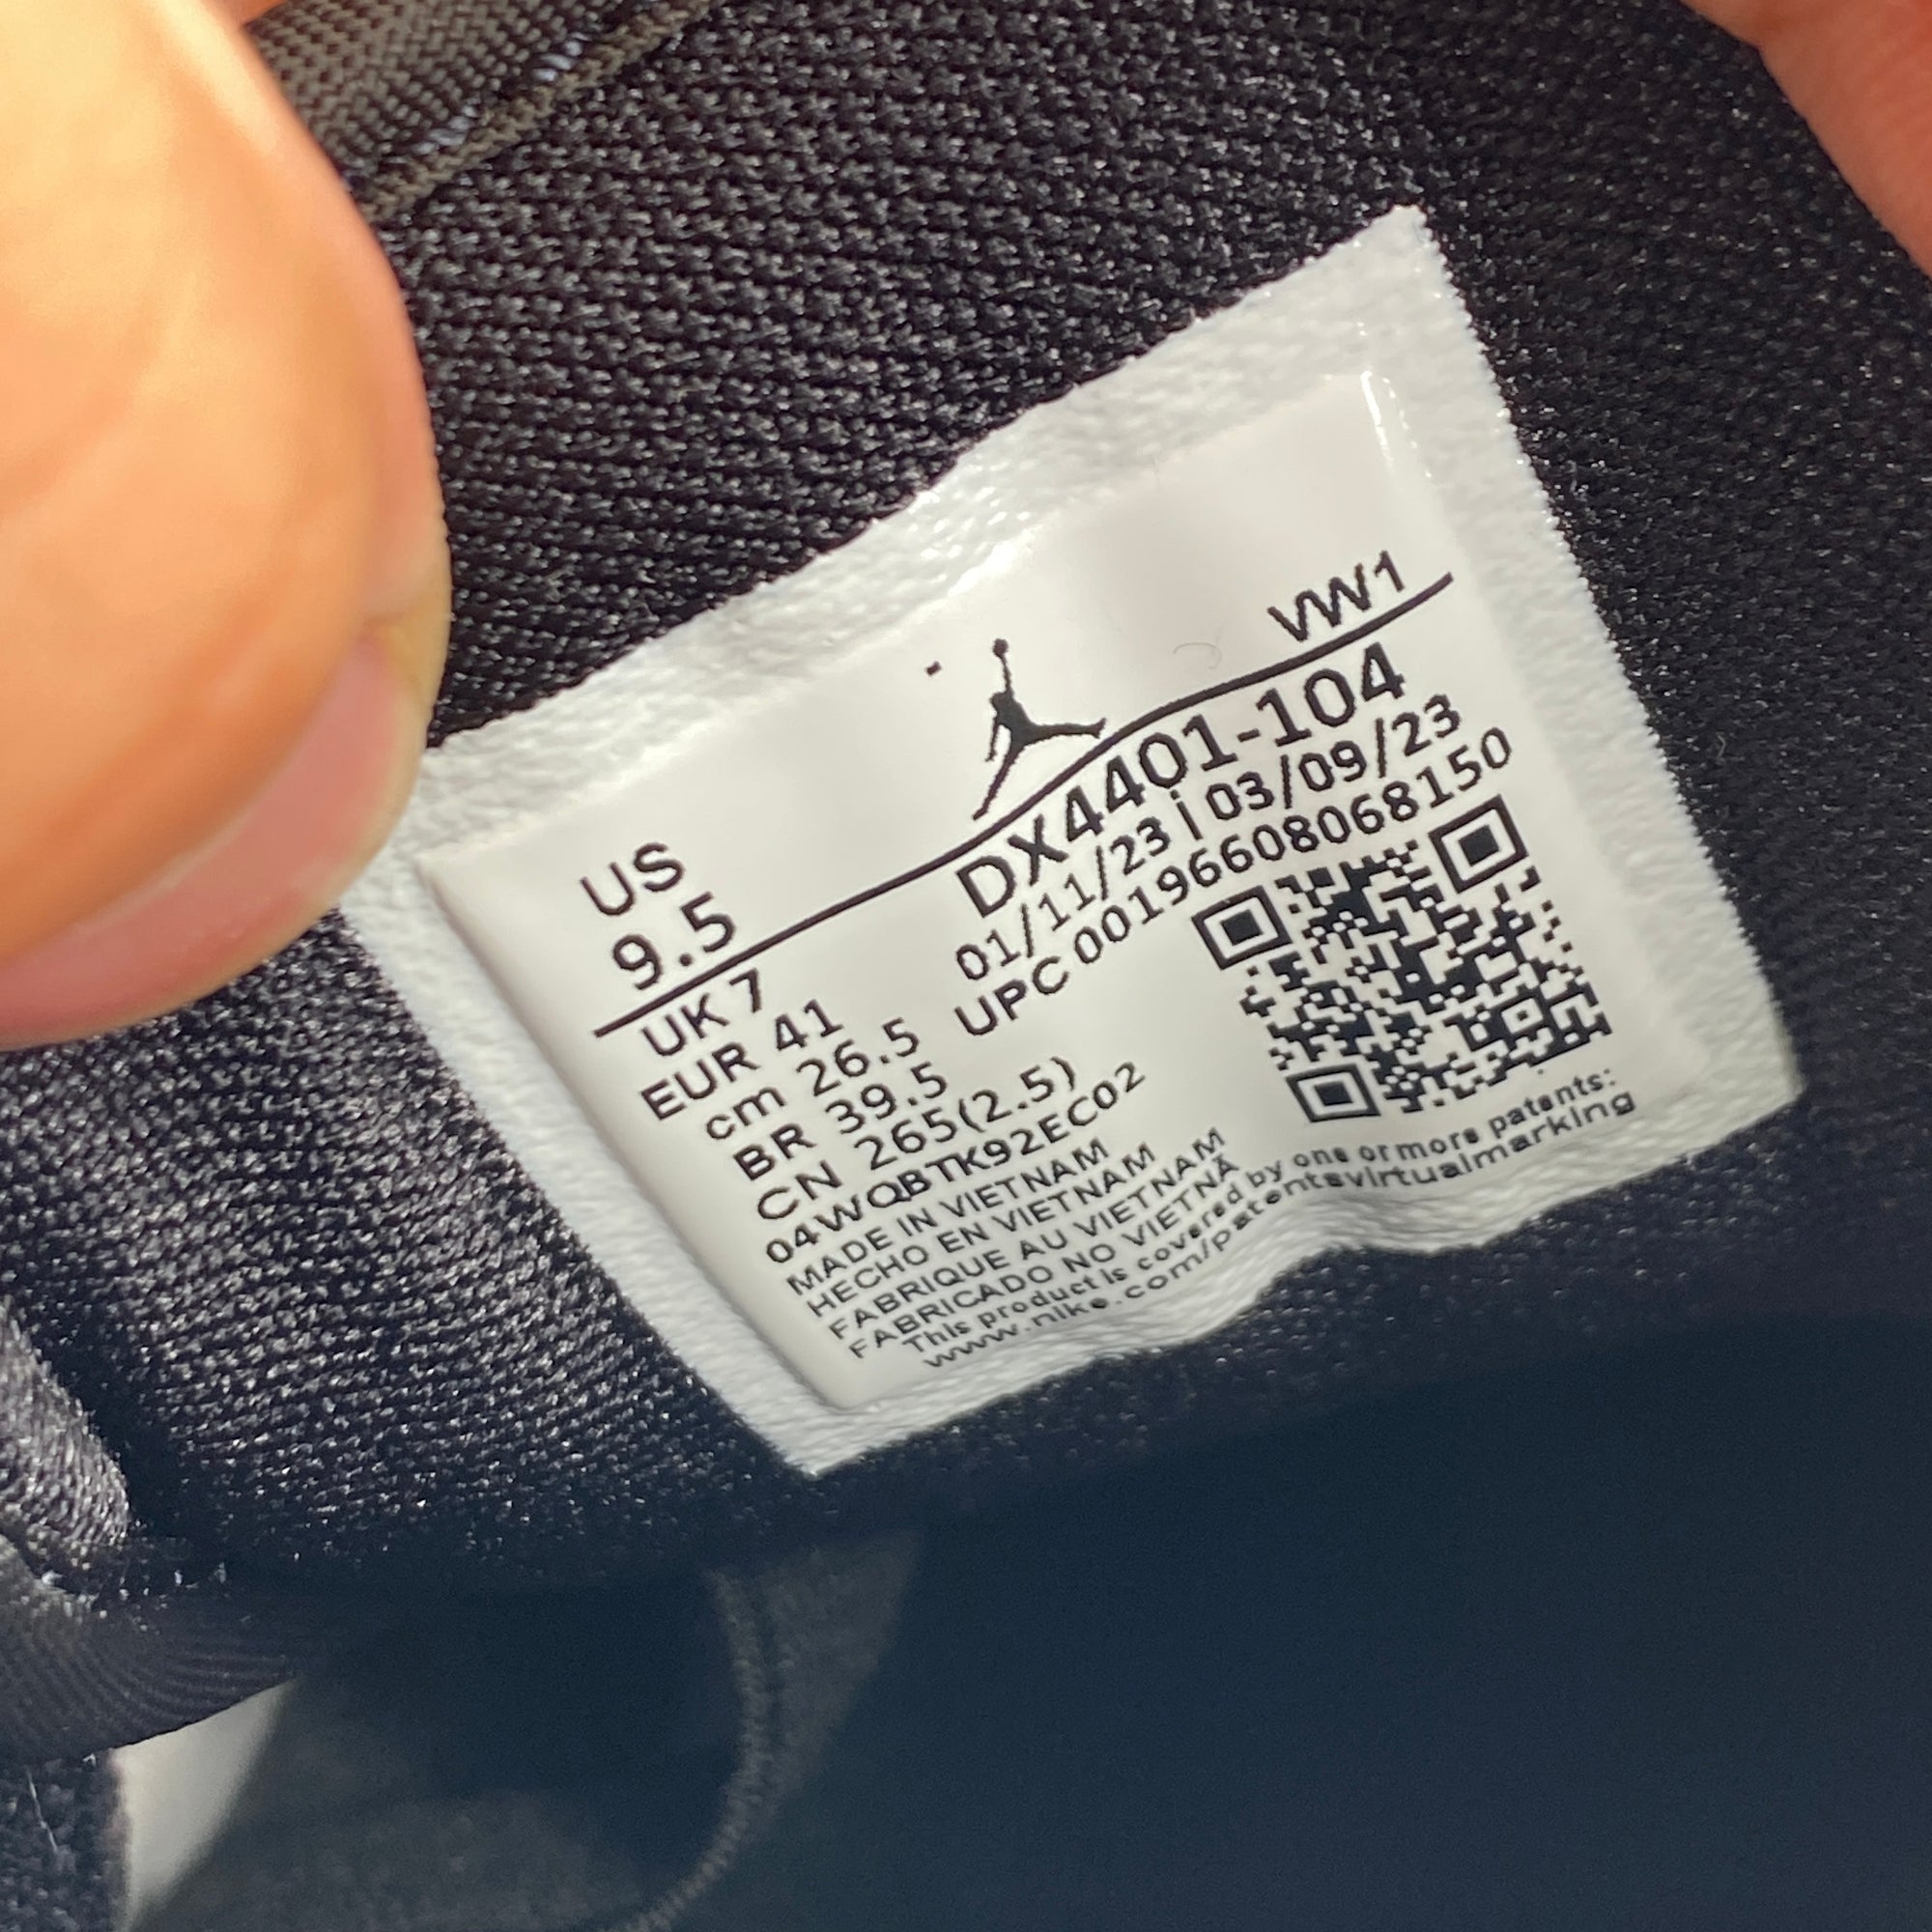 VW1
US
9.5
DX4401-104
01/11/23 | 03/09/23
UPC 00196608068150
UK 7
EUR 41
cm 26.5
BR 39.5
CN 265(2.5)
04WQBTK92EC02
MADE IN VIETNAM
HECHO EN VIETNAM
FABRIQUE AU VIETNAM
FABRICADO NO VIETNÃ
This product is covered by one or more patents:
www.nike.com/patentsvirtualmarking